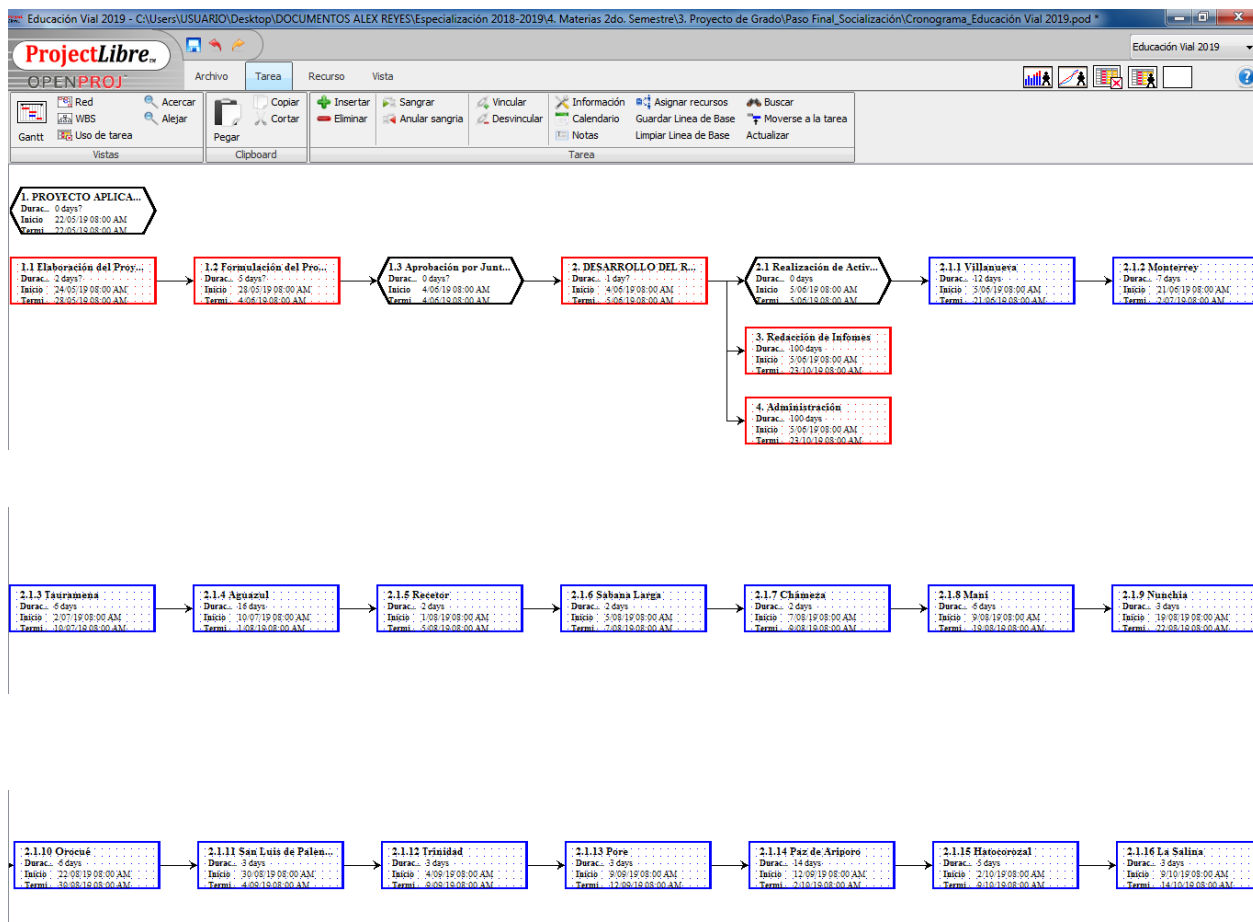 Educación Vial 2019 - C:\Users\USUARIO\Desktop\DOCUMENTOS ALEX REYES\Especialización 2018-2019\4. Materias 2do. Semestre\3. Proyecto de Grado\Paso Final_Socialización\Cronograma_Educación Vial 2019.pod *
ProjectLibre™
OPENPROJ
Educación Vial 2019
Archivo Tarea Recurso Vista
Gantt
Red
WBS
Uso de tarea
Acercar
Alejar
Vistas
Pegar
Copiar
Cortar
Clipboard
Insertar
Eliminar
Sangrar
Anular sangria
Vincular
Desvincular
Información
Calendario
Notas
Asignar recursos
Guardar Linea de Base
Limpiar Linea de Base
Buscar
Moverse a la tarea
Actualizar
Tarea
1. PROYECTO APLICA...
Durac... 0 days?
Inicio 22/05/19 08:00 AM
Termi... 22/05/19 08:00 AM
1.1 Elaboración del Proy...
Durac... 2 days?
Inicio 24/05/19 08:00 AM
Termi... 28/05/19 08:00 AM
1.2 Formulación del Pro...
Durac... 5 days?
Inicio 28/05/19 08:00 AM
Termi... 4/06/19 08:00 AM
1.3 Aprobación por Junt...
Durac... 0 days?
Inicio 4/06/19 08:00 AM
Termi... 4/06/19 08:00 AM
2. DESARROLLO DEL R...
Durac... 1 day?
Inicio 4/06/19 08:00 AM
Termi... 5/06/19 08:00 AM
2.1 Realización de Activ...
Durac... 0 days
Inicio 5/06/19 08:00 AM
Termi... 5/06/19 08:00 AM
2.1.1 Villanueva
Durac... 12 days
Inicio 5/06/19 08:00 AM
Termi... 21/06/19 08:00 AM
2.1.2 Monterrey
Durac... 7 days
Inicio 21/06/19 08:00 AM
Termi... 2/07/19 08:00 AM
3. Redacción de Infomes
Durac... 100 days
Inicio 5/06/19 08:00 AM
Termi... 23/10/19 08:00 AM
4. Administración
Durac... 100 days
Inicio 5/06/19 08:00 AM
Termi... 23/10/19 08:00 AM
2.1.3 Tauramena
Durac... 6 days
Inicio 2/07/19 08:00 AM
Termi... 10/07/19 08:00 AM
2.1.4 Aguazul
Durac... 16 days
Inicio 10/07/19 08:00 AM
Termi... 1/08/19 08:00 AM
2.1.5 Recetor
Durac... 2 days
Inicio 1/08/19 08:00 AM
Termi... 5/08/19 08:00 AM
2.1.6 Sabana Larga
Durac... 2 days
Inicio 5/08/19 08:00 AM
Termi... 7/08/19 08:00 AM
2.1.7 Chámeza
Durac... 2 days
Inicio 7/08/19 08:00 AM
Termi... 9/08/19 08:00 AM
2.1.8 Maní
Durac... 6 days
Inicio 9/08/19 08:00 AM
Termi... 19/08/19 08:00 AM
2.1.9 Nunchia
Durac... 3 days
Inicio 19/08/19 08:00 AM
Termi... 22/08/19 08:00 AM
2.1.10 Orocué
Durac... 6 days
Inicio 22/08/19 08:00 AM
Termi... 30/08/19 08:00 AM
2.1.11 San Luis de Palen...
Durac... 3 days
Inicio 30/08/19 08:00 AM
Termi... 4/09/19 08:00 AM
2.1.12 Trinidad
Durac... 3 days
Inicio 4/09/19 08:00 AM
Termi... 9/09/19 08:00 AM
2.1.13 Pore
Durac... 3 days
Inicio 9/09/19 08:00 AM
Termi... 12/09/19 08:00 AM
2.1.14 Paz de Ariporo
Durac... 14 days
Inicio 12/09/19 08:00 AM
Termi... 2/10/19 08:00 AM
2.1.15 Hatocorozal
Durac... 5 days
Inicio 2/10/19 08:00 AM
Termi... 9/10/19 08:00 AM
2.1.16 La Salina
Durac... 3 days
Inicio 9/10/19 08:00 AM
Termi... 14/10/19 08:00 AM